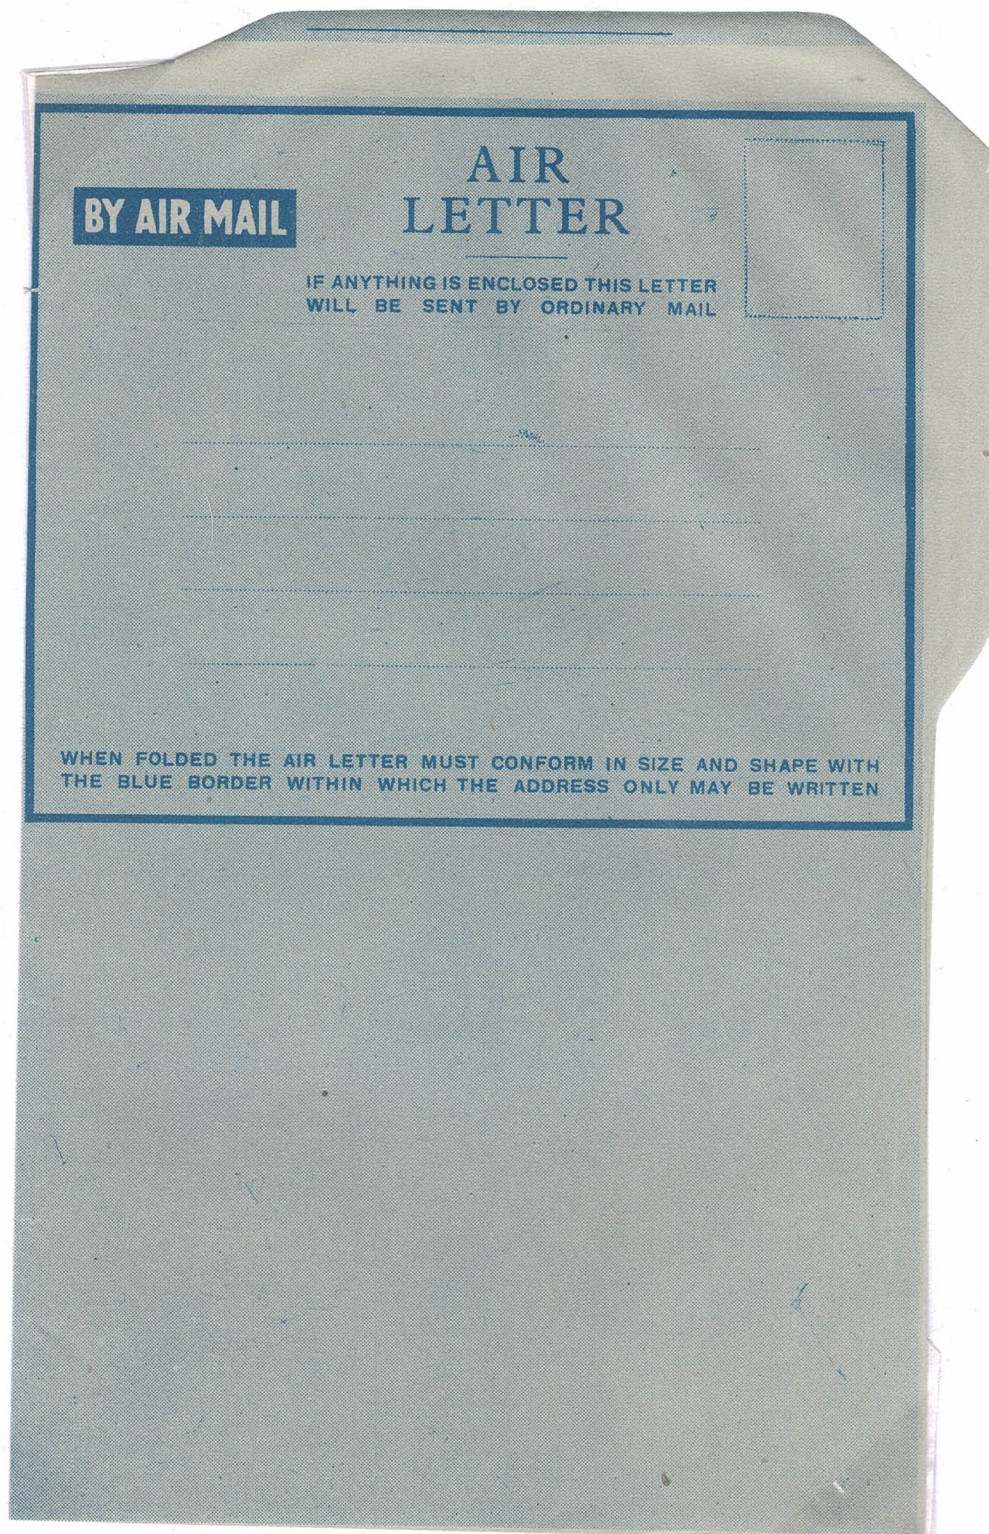 BY AIR MAIL
AIR
LETTER
IF ANYTHING IS ENCLOSED THIS LETTER
WILL BE SENT BY ORDINARY MAIL
WHEN FOLDED THE AIR LETTER MUST CONFORM IN SIZE AND SHAPE WITH
THE BLUE BORDER WITHIN WHICH THE ADDRESS ONLY MAY BE WRITTEN